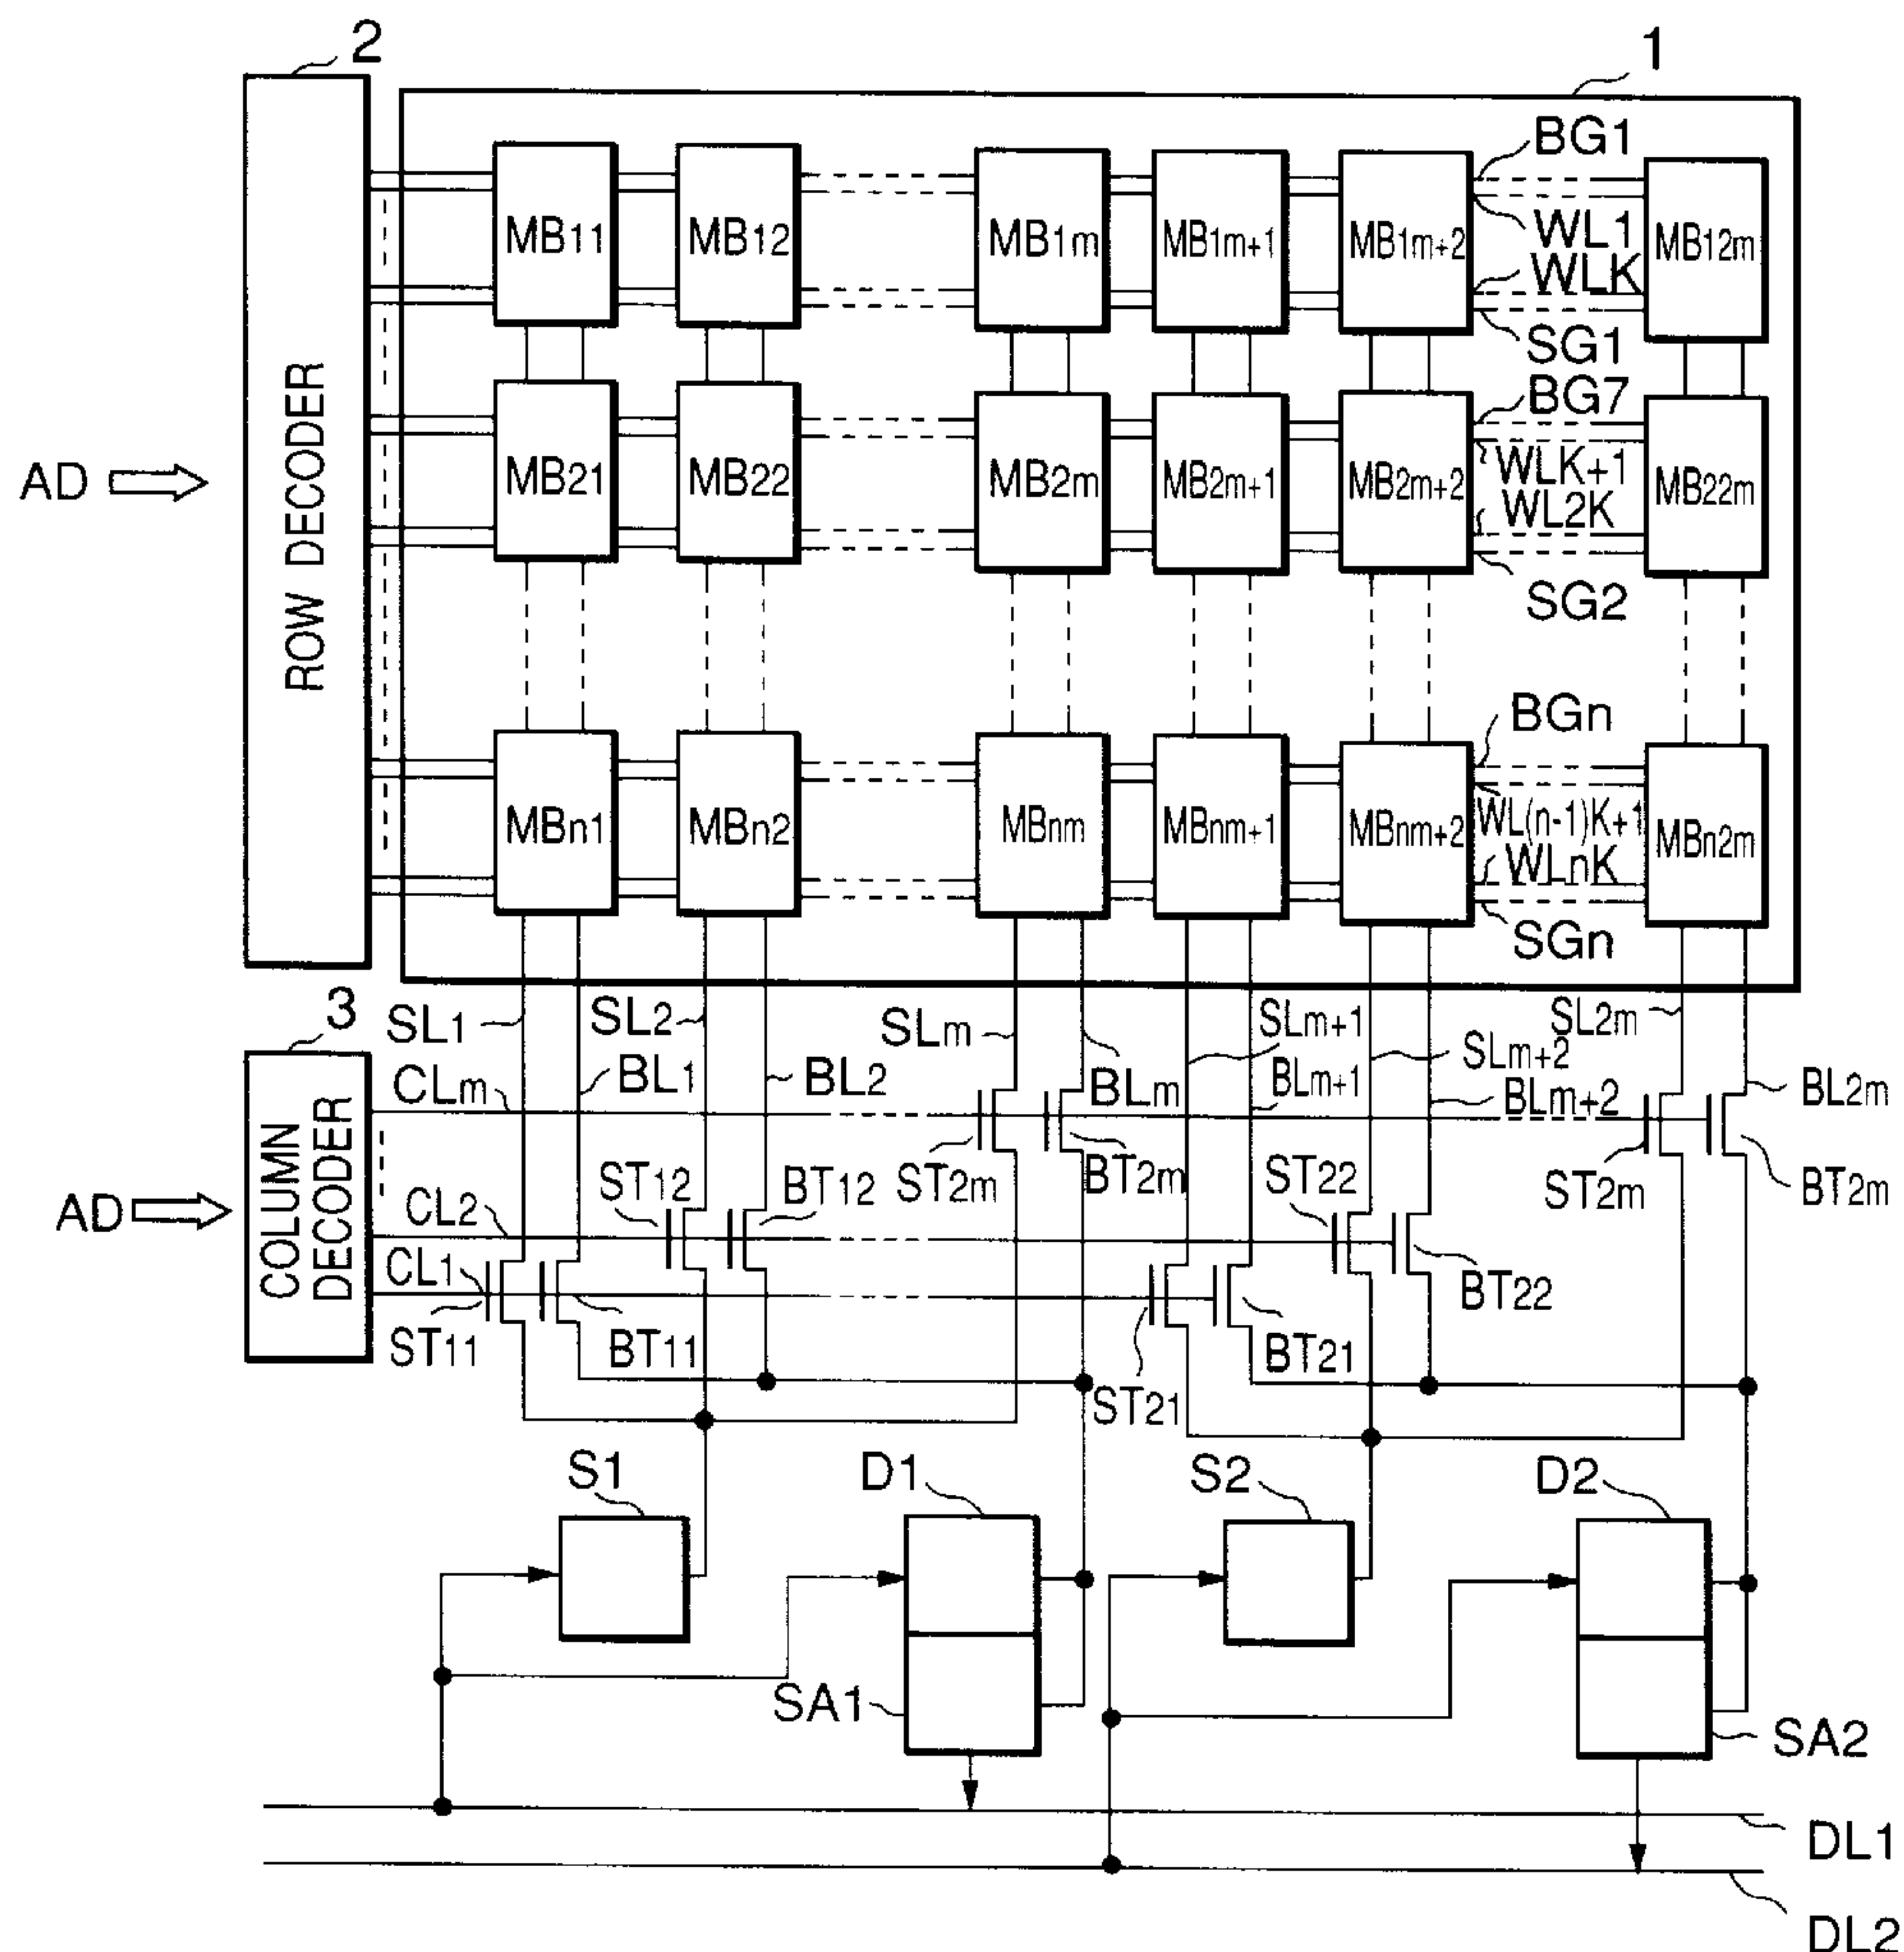 2
1
BG1
MB11 MB12 MB1m MB1m+1 MB1m+2 MB12m
WL1
WLK
SG1
BG7
ROW DECODER
AD
MB21 MB22 MB2m MB2m+1 MB2m+2 MB22m
WLK+1
WL2K
SG2
BGn
MBn1 MBn2 MBnm MBnm+1 MBnm+2 MBn2m
WL(n-1)K+1
WLnK
SGn
3
SL1 SL2 SLm SLm+1 SLm+2 SL2m
CLm BL1 BL2 BLm BLm+1 BLm+2 BL2m
COLUMN
DECODER
AD
ST12 BT12 ST2m BT2m ST22 ST2m BT2m
CL2
CL1
ST11 BT11 ST21 BT21 BT22
S1 D1 S2 D2
SA1 SA2
DL1
DL2